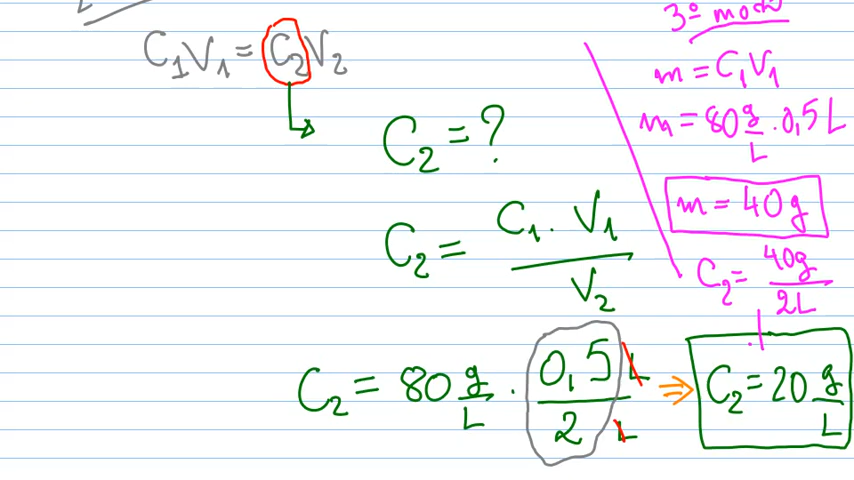 C₁V₁ = C₂V₂
C₂ = ?
C₂ = C₁ · V₁ / V₂
C₂ = 80 g/L · 0,5 L / 2 L ⇒ C₂ = 20 g/L
3º modo
m = C₁V₁
m = 80 g/L · 0,5 L
m = 40 g
C₂ = 40g / 2L